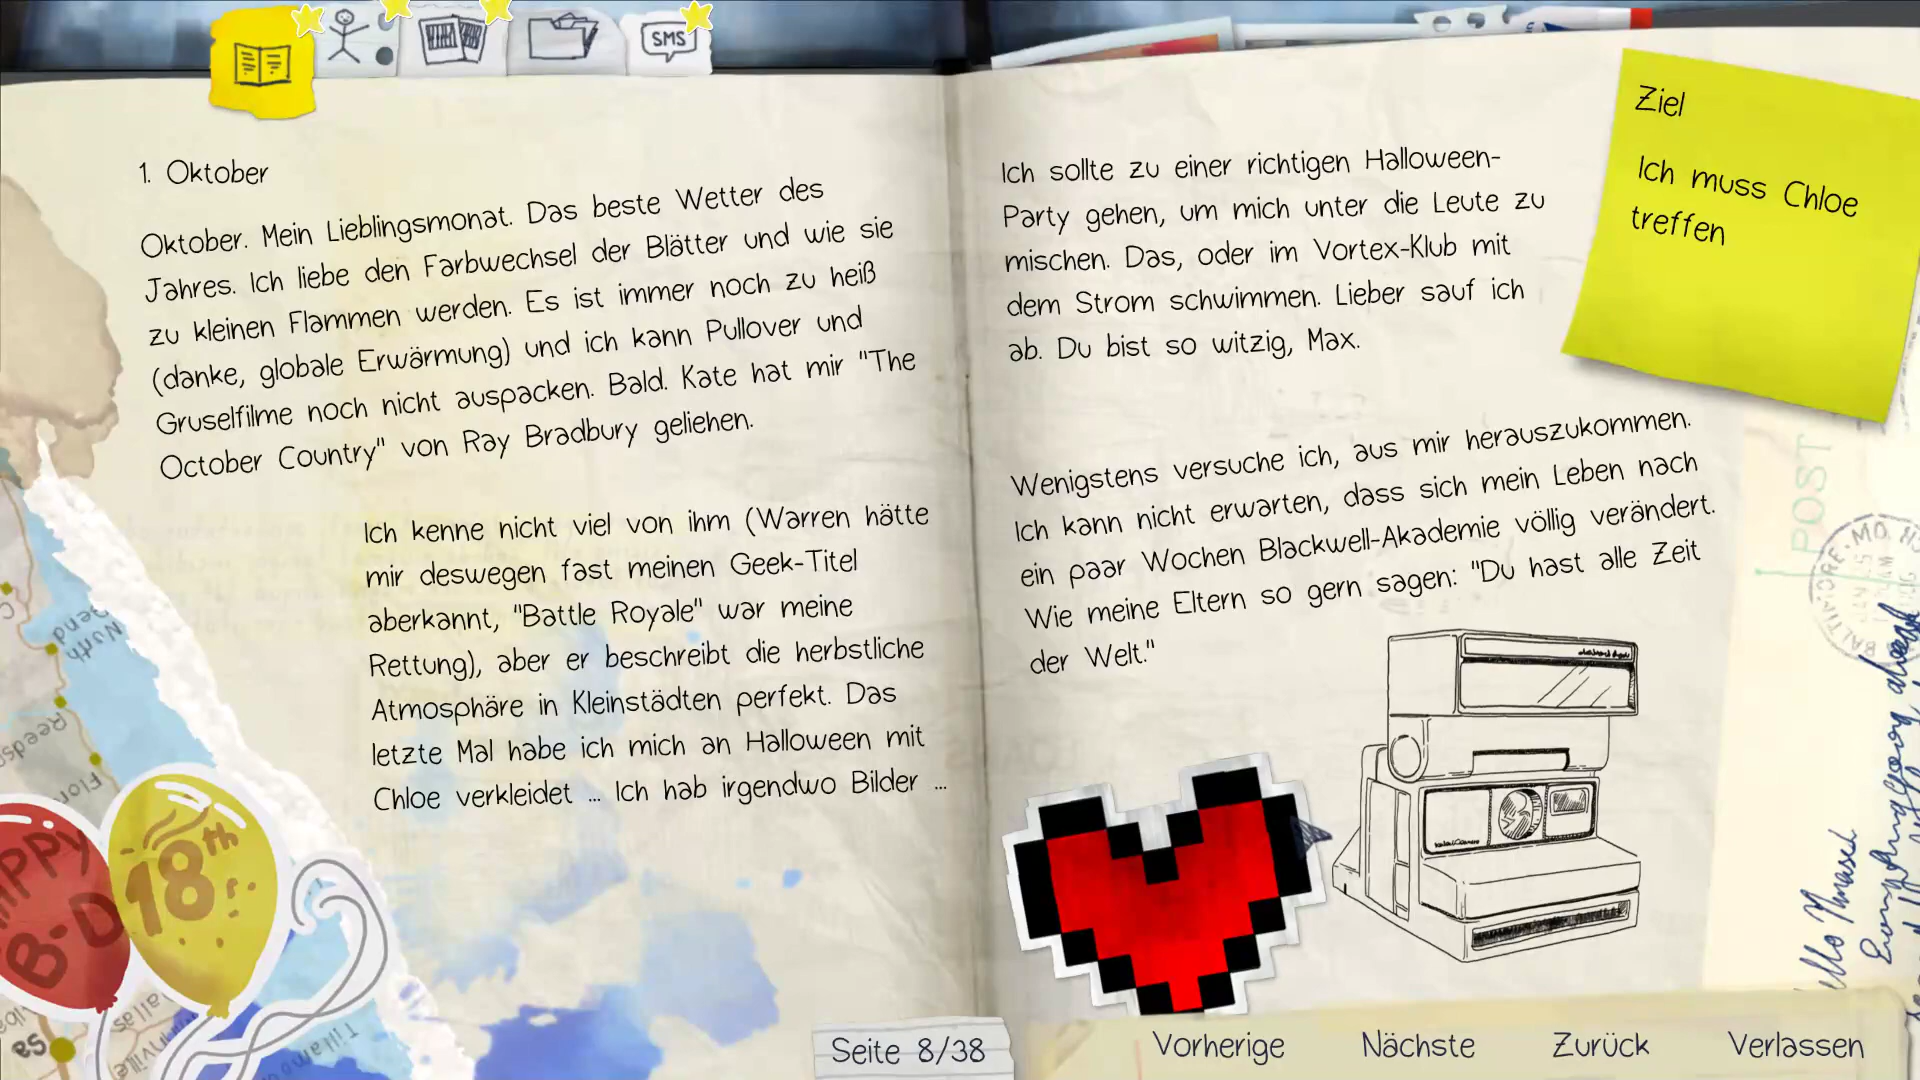 SMS
1. Oktober
Oktober. Mein Lieblingsmonat. Das beste Wetter des
Jahres. Ich liebe den Farbwechsel der Blätter und wie sie
zu kleinen Flammen werden. Es ist immer noch zu heiß
(danke, globale Erwärmung) und ich kann Pullover und
Gruselfilme noch nicht auspacken. Bald. Kate hat mir "The
October Country" von Ray Bradbury geliehen.
Ich kenne nicht viel von ihm (Warren hätte
mir deswegen fast meinen Geek-Titel
aberkannt, "Battle Royale" war meine
Rettung), aber er beschreibt die herbstliche
Atmosphäre in Kleinstädten perfekt. Das
letzte Mal habe ich mich an Halloween mit
Chloe verkleidet ... Ich hab irgendwo Bilder ...
Ich sollte zu einer richtigen Halloween-
Party gehen, um mich unter die Leute zu
mischen. Das, oder im Vortex-Klub mit
dem Strom schwimmen. Lieber sauf ich
ab. Du bist so witzig, Max.
Wenigstens versuche ich, aus mir herauszukommen.
Ich kann nicht erwarten, dass sich mein Leben nach
ein paar Wochen Blackwell-Akademie völlig verändert.
Wie meine Eltern so gern sagen: "Du hast alle Zeit
der Welt."
Ziel
Ich muss Chloe
treffen
POST
North
Bend
B-D
18th
Seite 8/38
Vorherige
Nächste
Zurück
Verlassen